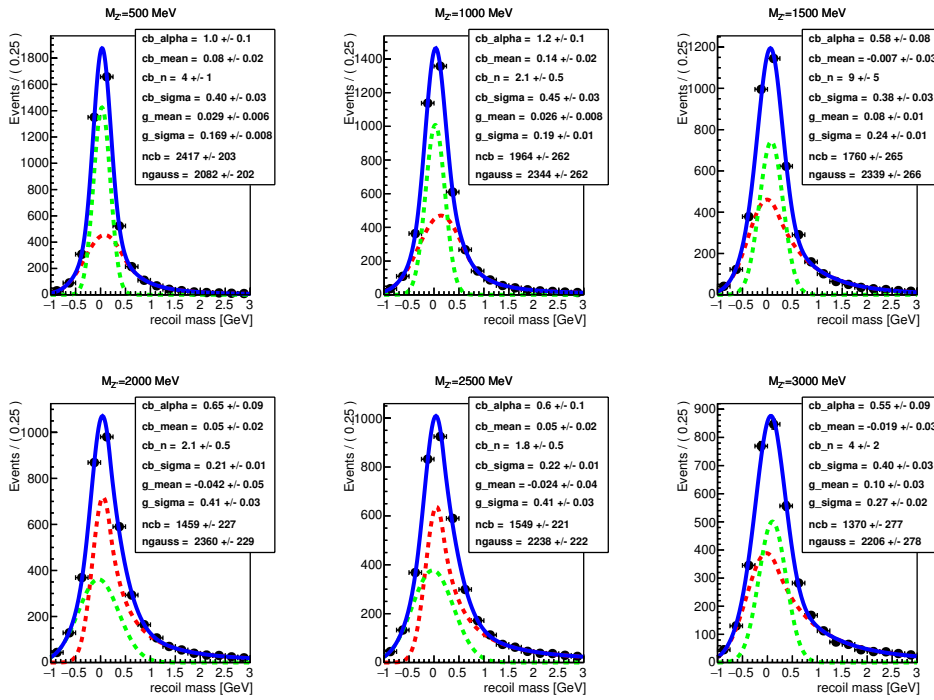 M_Z'=500 MeV
Events / ( 0.25 )
1800
1600
1400
1200
1000
800
600
400
200
0
cb_alpha = 1.0 +/- 0.1
cb_mean = 0.08 +/- 0.02
cb_n = 4 +/- 1
cb_sigma = 0.40 +/- 0.03
g_mean = 0.029 +/- 0.006
g_sigma = 0.169 +/- 0.008
ncb = 2417 +/- 203
ngauss = 2082 +/- 202
−1 −0.5 0 0.5 1 1.5 2 2.5 3
recoil mass [GeV]
M_Z'=1000 MeV
Events / ( 0.25 )
1400
1200
1000
800
600
400
200
0
cb_alpha = 1.2 +/- 0.1
cb_mean = 0.14 +/- 0.02
cb_n = 2.1 +/- 0.5
cb_sigma = 0.45 +/- 0.03
g_mean = 0.026 +/- 0.008
g_sigma = 0.19 +/- 0.01
ncb = 1964 +/- 262
ngauss = 2344 +/- 262
−1 −0.5 0 0.5 1 1.5 2 2.5 3
recoil mass [GeV]
M_Z'=1500 MeV
Events / ( 0.25 )
1200
1000
800
600
400
200
0
cb_alpha = 0.58 +/- 0.08
cb_mean = -0.007 +/- 0.03
cb_n = 9 +/- 5
cb_sigma = 0.38 +/- 0.03
g_mean = 0.08 +/- 0.01
g_sigma = 0.24 +/- 0.01
ncb = 1760 +/- 265
ngauss = 2339 +/- 266
−1 −0.5 0 0.5 1 1.5 2 2.5 3
recoil mass [GeV]
M_Z'=2000 MeV
Events / ( 0.25 )
1000
800
600
400
200
0
cb_alpha = 0.65 +/- 0.09
cb_mean = 0.05 +/- 0.02
cb_n = 2.1 +/- 0.5
cb_sigma = 0.21 +/- 0.01
g_mean = -0.042 +/- 0.05
g_sigma = 0.41 +/- 0.03
ncb = 1459 +/- 227
ngauss = 2360 +/- 229
−1 −0.5 0 0.5 1 1.5 2 2.5 3
recoil mass [GeV]
M_Z'=2500 MeV
Events / ( 0.25 )
1000
800
600
400
200
0
cb_alpha = 0.6 +/- 0.1
cb_mean = 0.05 +/- 0.02
cb_n = 1.8 +/- 0.5
cb_sigma = 0.22 +/- 0.01
g_mean = -0.024 +/- 0.04
g_sigma = 0.41 +/- 0.03
ncb = 1549 +/- 221
ngauss = 2238 +/- 222
−1 −0.5 0 0.5 1 1.5 2 2.5 3
recoil mass [GeV]
M_Z'=3000 MeV
Events / ( 0.25 )
900
800
700
600
500
400
300
200
100
0
cb_alpha = 0.55 +/- 0.09
cb_mean = -0.019 +/- 0.03
cb_n = 4 +/- 2
cb_sigma = 0.40 +/- 0.03
g_mean = 0.10 +/- 0.03
g_sigma = 0.27 +/- 0.02
ncb = 1370 +/- 277
ngauss = 2206 +/- 278
−1 −0.5 0 0.5 1 1.5 2 2.5 3
recoil mass [GeV]